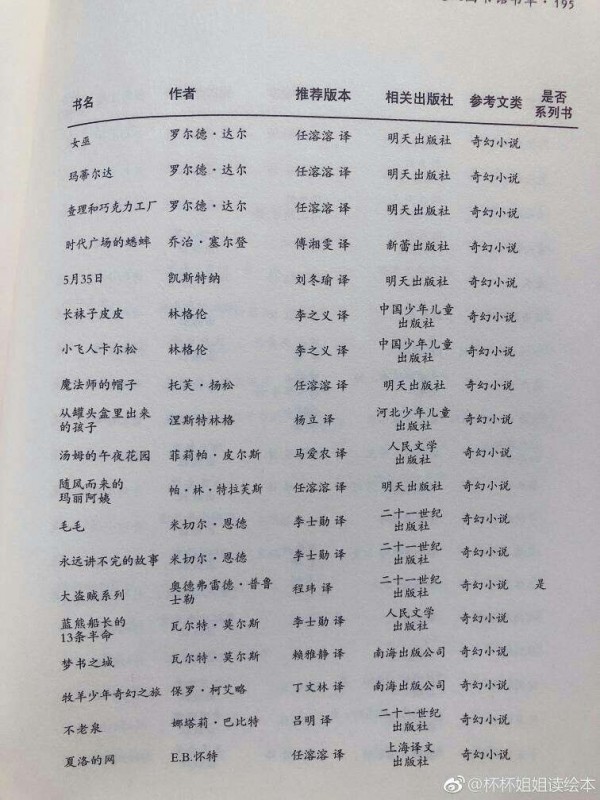 书单·195
书名 作者 推荐版本 相关出版社 参考文类 是否
系列书
女巫 罗尔德·达尔 任溶溶 译 明天出版社 奇幻小说
玛蒂尔达 罗尔德·达尔 任溶溶 译 明天出版社 奇幻小说
查理和巧克力工厂 罗尔德·达尔 任溶溶 译 明天出版社 奇幻小说
时代广场的蟋蟀 乔治·塞尔登 傅湘雯 译 新蕾出版社 奇幻小说
5月35日 凯斯特纳 刘冬瑜 译 明天出版社 奇幻小说
长袜子皮皮 林格伦 李之义 译 中国少年儿童
出版社 奇幻小说
小飞人卡尔松 林格伦 李之义 译 中国少年儿童
出版社 奇幻小说
魔法师的帽子 托芙·扬松 任溶溶 译 明天出版社 奇幻小说
从罐头盒里出来
的孩子 涅斯特林格 杨立 译 河北少年儿童
出版社 奇幻小说
汤姆的午夜花园 菲莉帕·皮尔斯 马爱农 译 人民文学
出版社 奇幻小说
随风而来的
玛丽阿姨 帕·林·特拉芙斯 任溶溶 译 明天出版社 奇幻小说
毛毛 米切尔·恩德 李士勋 译 二十一世纪
出版社 奇幻小说
永远讲不完的故事 米切尔·恩德 李士勋 译 二十一世纪
出版社 奇幻小说
大盗贼系列 奥德弗雷德·普鲁
士勒 程玮 译 二十一世纪
出版社 奇幻小说 是
蓝熊船长的
13条半命 瓦尔特·莫尔斯 李士勋 译 人民文学
出版社 奇幻小说
梦书之城 瓦尔特·莫尔斯 赖雅静 译 南海出版公司 奇幻小说
牧羊少年奇幻之旅 保罗·柯艾略 丁文林 译 南海出版公司 奇幻小说
不老泉 娜塔莉·巴比特 吕明 译 二十一世纪
出版社 奇幻小说
夏洛的网 E.B.怀特 任溶溶 译 上海译文
出版社 奇幻小说
@杯杯姐姐读绘本